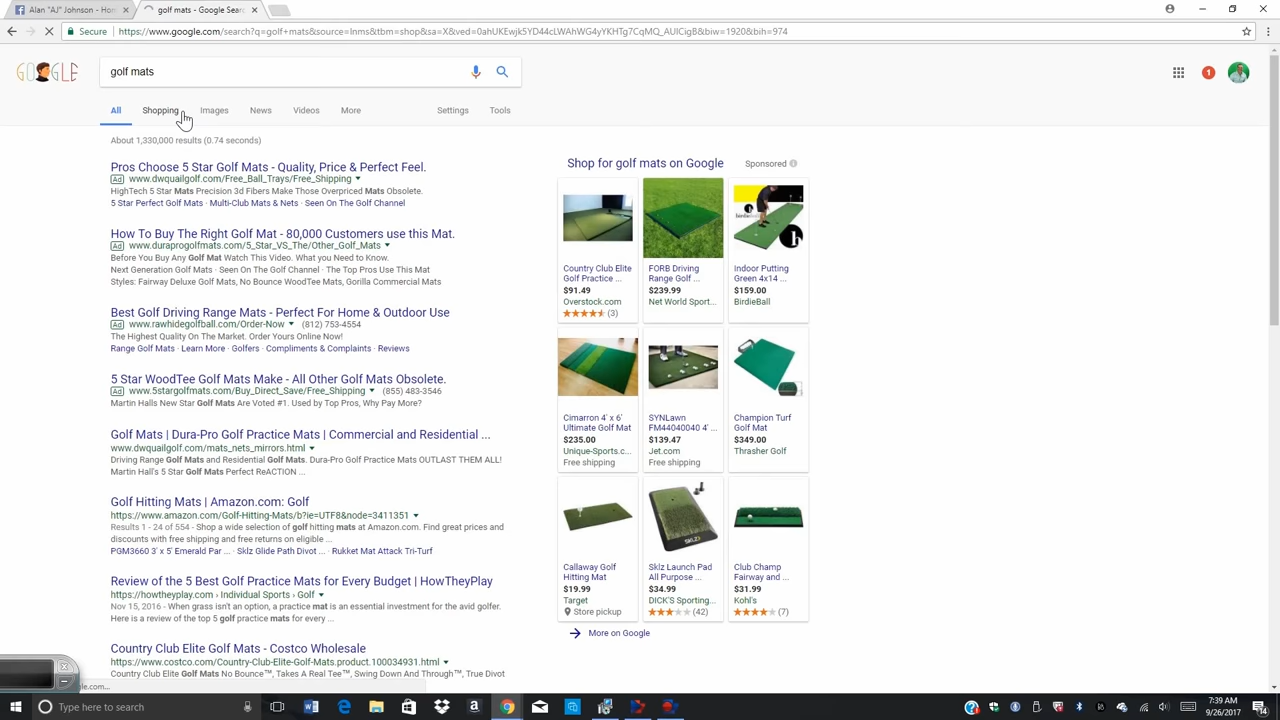 Alan "AJ" Johnson - Hom
golf mats - Google Sear
Secure
https://www.google.com/search?q=golf+mats&source=lnms&tbm=shop&sa=X&ved=0ahUKEwjk5YD44cLWAhWG4yYKHTg7CqMQ_AUICigB&biw=1920&bih=974
golf mats
1
All
Shopping
Images
News
Videos
More
Settings
Tools
About 1,330,000 results (0.74 seconds)
Pros Choose 5 Star Golf Mats - Quality, Price & Perfect Feel.
Ad www.dwquailgolf.com/Free_Ball_Trays/Free_Shipping
HighTech 5 Star Mats Precision 3d Fibers Make Those Overpriced Mats Obsolete.
5 Star Perfect Golf Mats · Multi-Club Mats & Nets · Seen On The Golf Channel
How To Buy The Right Golf Mat - 80,000 Customers use this Mat.
Ad www.duraprogolfmats.com/5_Star_VS_The/Other_Golf_Mats
Before You Buy Any Golf Mat Watch This Video. What you Need to Know.
Next Generation Golf Mats · Seen On The Golf Channel · The Top Pros Use This Mat
Styles: Fairway Deluxe Golf Mats, No Bounce WoodTee Mats, Gorilla Commercial Mats
Best Golf Driving Range Mats - Perfect For Home & Outdoor Use
Ad www.rawhidegolfball.com/Order-Now (812) 753-4554
The Highest Quality On The Market. Order Yours Online Now!
Range Golf Mats · Learn More · Golfers · Compliments & Complaints · Reviews
5 Star WoodTee Golf Mats Make - All Other Golf Mats Obsolete.
Ad www.5stargolfmats.com/Buy_Direct_Save/Free_Shipping (855) 483-3546
Martin Halls New Star Golf Mats Are Voted #1. Used by Top Pros, Why Pay More?
Golf Mats | Dura-Pro Golf Practice Mats | Commercial and Residential ...
www.dwquailgolf.com/mats_nets_mirrors.html
Driving Range Golf Mats and Residential Golf Mats. Dura-Pro Golf Practice Mats OUTLAST THEM ALL!
Martin Hall's 5 Star Golf Mats Perfect ReACTION ...
Golf Hitting Mats | Amazon.com: Golf
https://www.amazon.com/Golf-Hitting-Mats/b?ie=UTF8&node=3411351
Results 1 - 24 of 554 - Shop a wide selection of golf hitting mats at Amazon.com. Find great prices and
discounts with free shipping and free returns on eligible ...
PGM3660 3' x 5' Emerald Par ... · Sklz Glide Path Divot ... · Rukket Mat Attack Tri-Turf
Review of the 5 Best Golf Practice Mats for Every Budget | HowTheyPlay
https://howtheyplay.com › Individual Sports › Golf
Nov 15, 2016 - When grass isn't an option, a practice mat is an essential investment for the avid golfer.
Here is a review of the top 5 golf practice mats for every ...
Country Club Elite Golf Mats - Costco Wholesale
https://www.costco.com/Country-Club-Elite-Golf-Mats.product.100034931.html
Country Club Elite Golf Mats No Bounce™, Takes A Real Tee™, Swing Down And Through™, True Divot
Shop for golf mats on Google
Sponsored
Country Club Elite
Golf Practice ...
$91.49
Overstock.com
(3)
FORB Driving
Range Golf ...
$239.99
Net World Sport...
Indoor Putting
Green 4x14 ...
$159.00
BirdieBall
Cimarron 4' x 6'
Ultimate Golf Mat
$235.00
Unique-Sports.c...
Free shipping
SYNLawn
FM44040040 4' ...
$139.47
Jet.com
Free shipping
Champion Turf
Golf Mat
$349.00
Thrasher Golf
Callaway Golf
Hitting Mat
$19.99
Target
Store pickup
Sklz Launch Pad
All Purpose ...
$34.99
DICK'S Sporting...
(42)
Club Champ
Fairway and ...
$31.99
Kohl's
(7)
More on Google
gle.com...
Type here to search
7:39 AM
9/26/2017
14